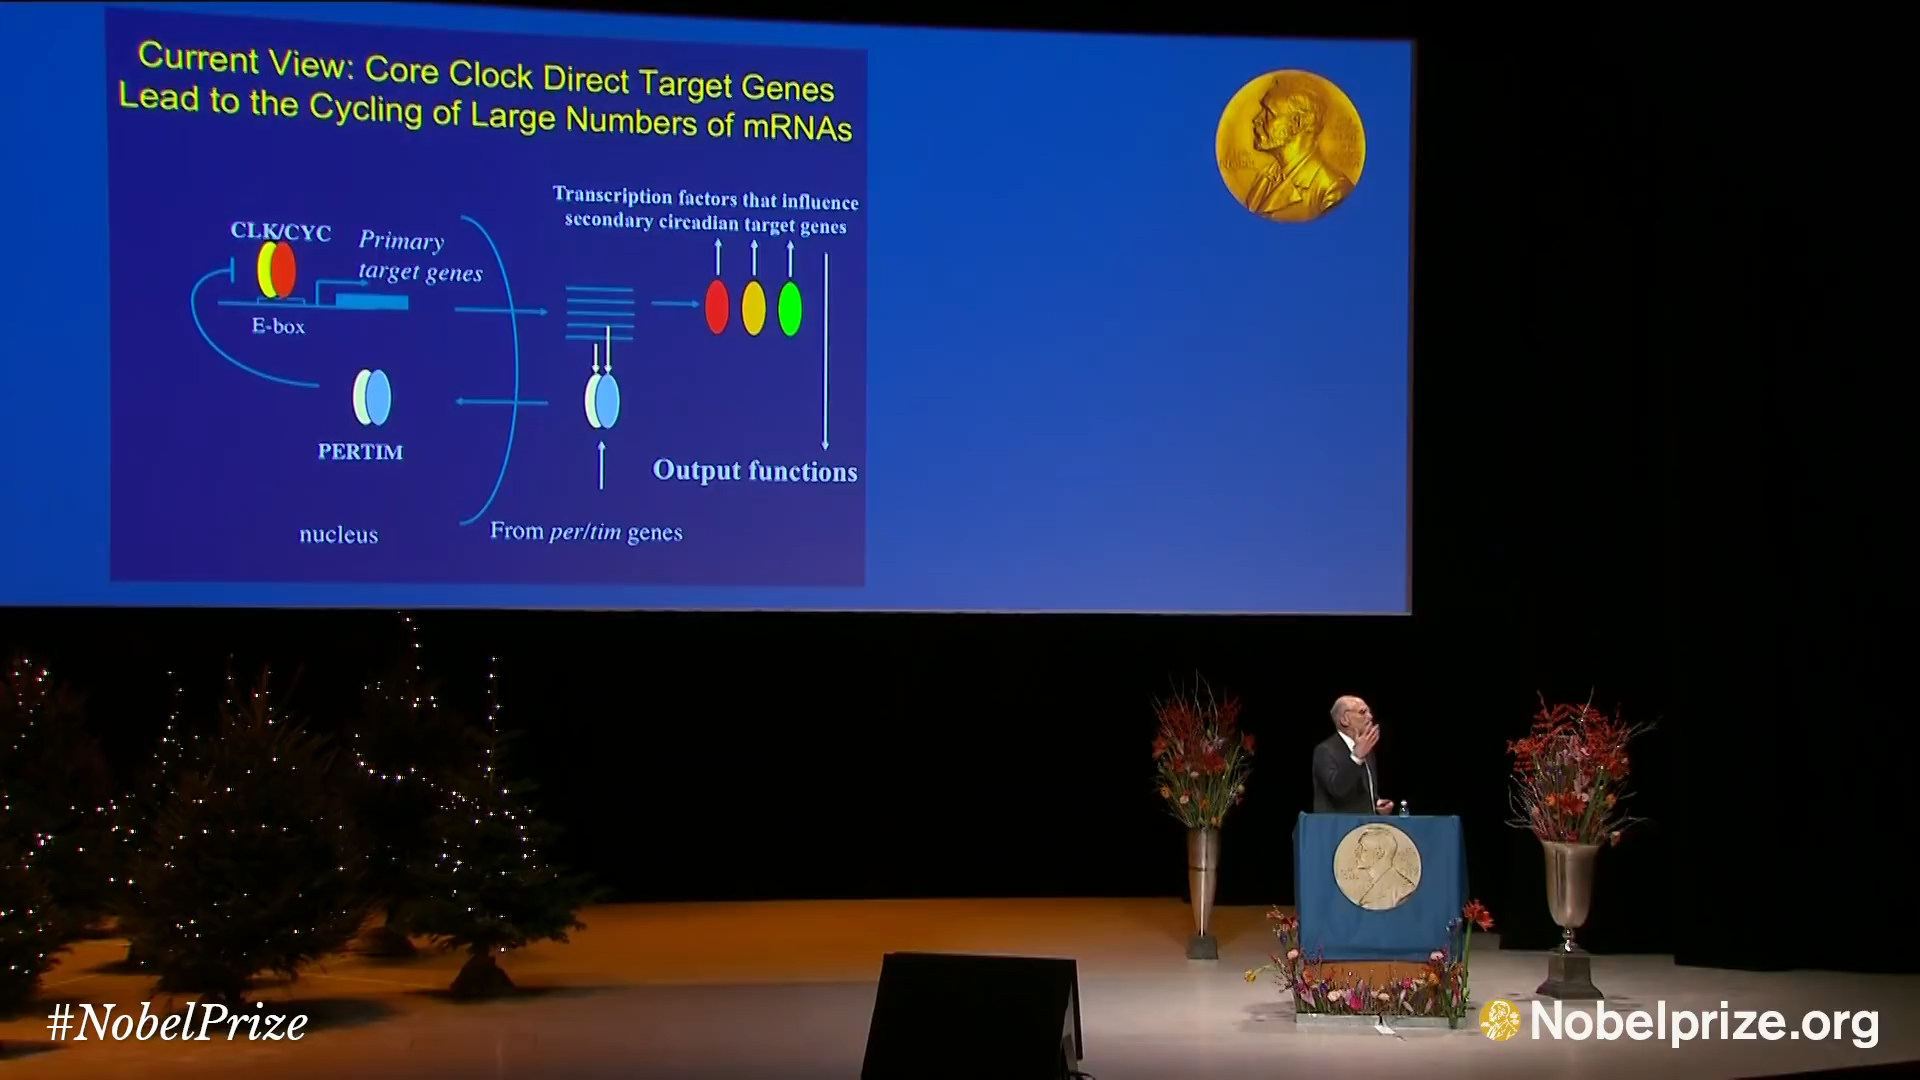 Current View: Core Clock Direct Target Genes
Lead to the Cycling of Large Numbers of mRNAs
Transcription factors that influence
secondary circadian target genes
CLK/CYC
Primary
target genes
E-box
PERTIM
Output functions
nucleus
From per/tim genes
#NobelPrize
Nobelprize.org